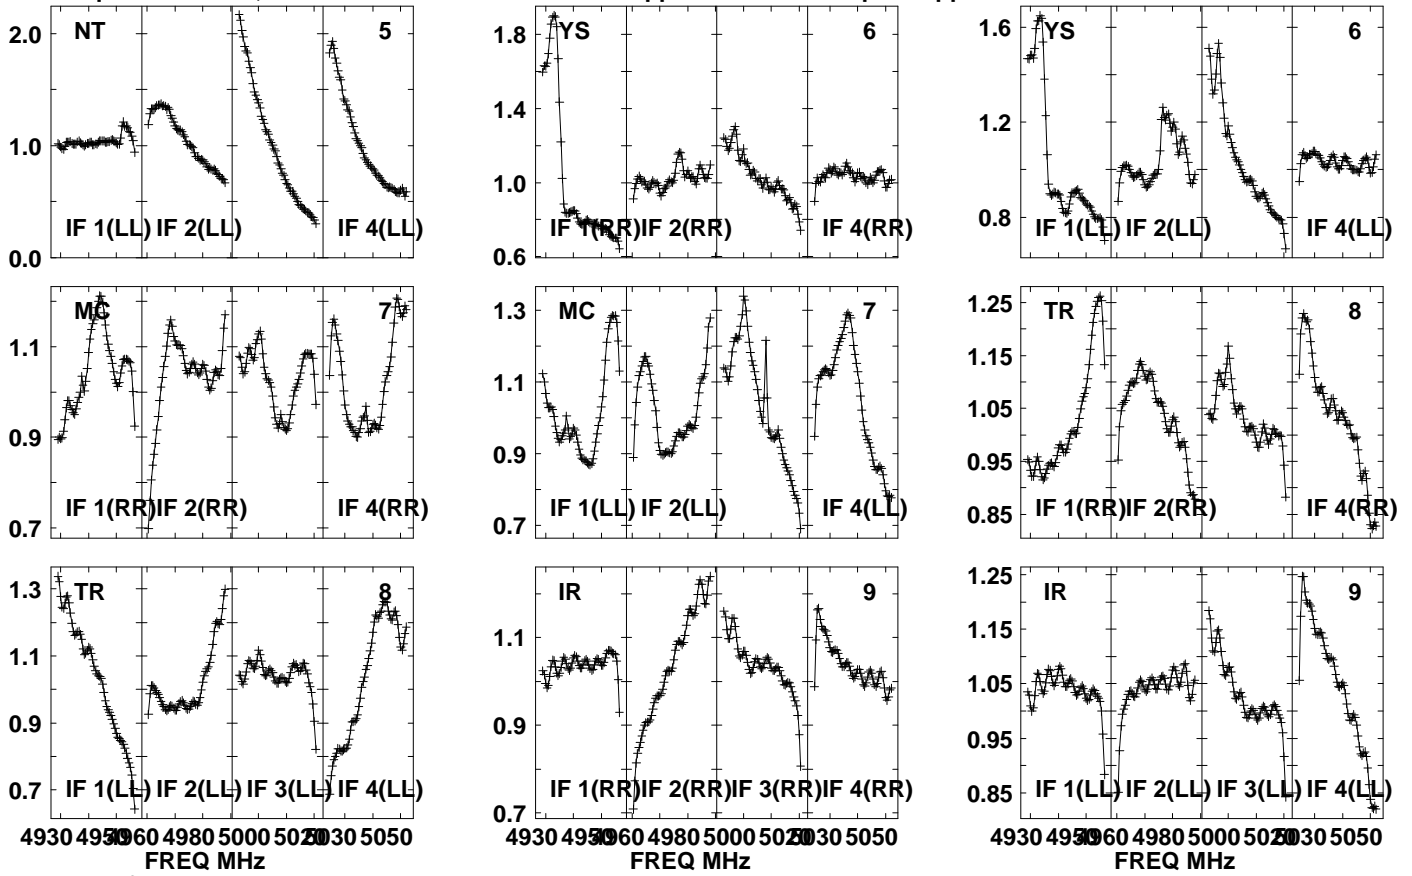 NT 5
2.0
1.0
0.0
IF 1(LL) IF 2(LL) IF 4(LL)
YS 6
1.8
1.4
1.0
0.6
IF 1(RR) IF 2(RR) IF 4(RR)
YS 6
1.6
1.2
0.8
IF 1(LL) IF 2(LL) IF 4(LL)
MC 7
1.1
0.9
0.7
IF 1(RR) IF 2(RR) IF 4(RR)
MC 7
1.3
1.1
0.9
0.7
IF 1(LL) IF 2(LL) IF 4(LL)
TR 8
1.25
1.15
1.05
0.95
0.85
IF 1(RR) IF 2(RR) IF 4(RR)
TR 8
1.3
1.1
0.9
0.7
IF 1(LL) IF 2(LL) IF 3(LL) IF 4(LL)
4930 4950 4960 4980 5000 5020 5030 5050
FREQ MHz
IR 9
1.1
0.9
0.7
IF 1(RR) IF 2(RR) IF 3(RR) IF 4(RR)
4930 4950 4960 4980 5000 5020 5030 5050
FREQ MHz
IR 9
1.25
1.15
1.05
0.95
0.85
IF 1(LL) IF 2(LL) IF 3(LL) IF 4(LL)
4930 4950 4960 4980 5000 5020 5030 5050
FREQ MHz